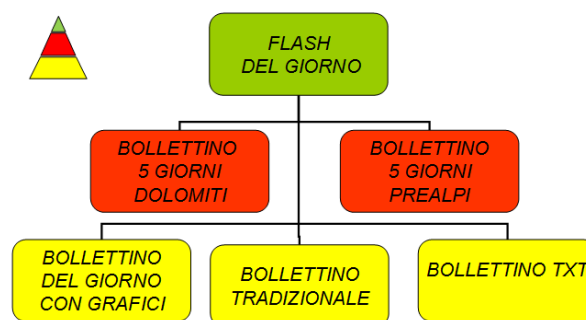 FLASH
DEL GIORNO
BOLLETTINO
5 GIORNI
DOLOMITI
BOLLETTINO
5 GIORNI
PREALPI
BOLLETTINO
DEL GIORNO
CON GRAFICI
BOLLETTINO
TRADIZIONALE
BOLLETTINO TXT